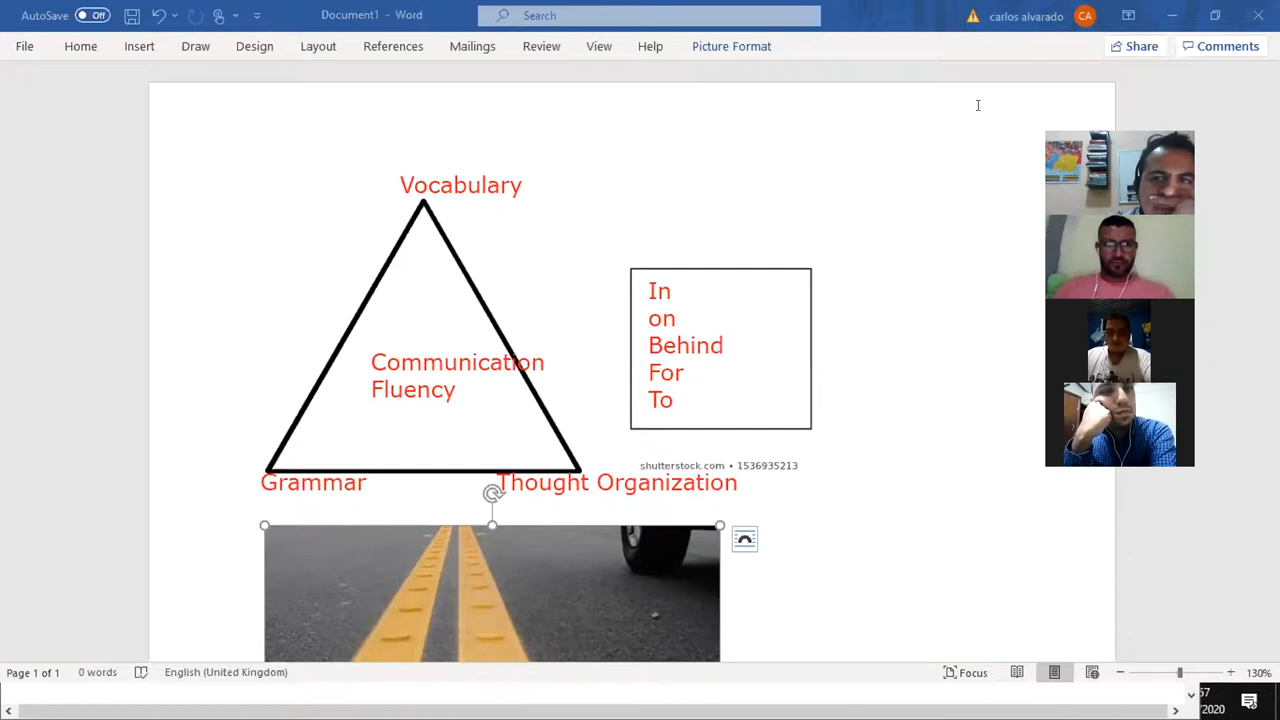 AutoSave Off Document1 - Word Search carlos alvarado CA
File Home Insert Draw Design Layout References Mailings Review View Help Picture Format Share Comments
Vocabulary
Communication
Fluency
Grammar
Thought Organization
In
on
Behind
For
To
shutterstock.com • 1536935213
Page 1 of 1 0 words English (United Kingdom) Focus 130%
57
/2020